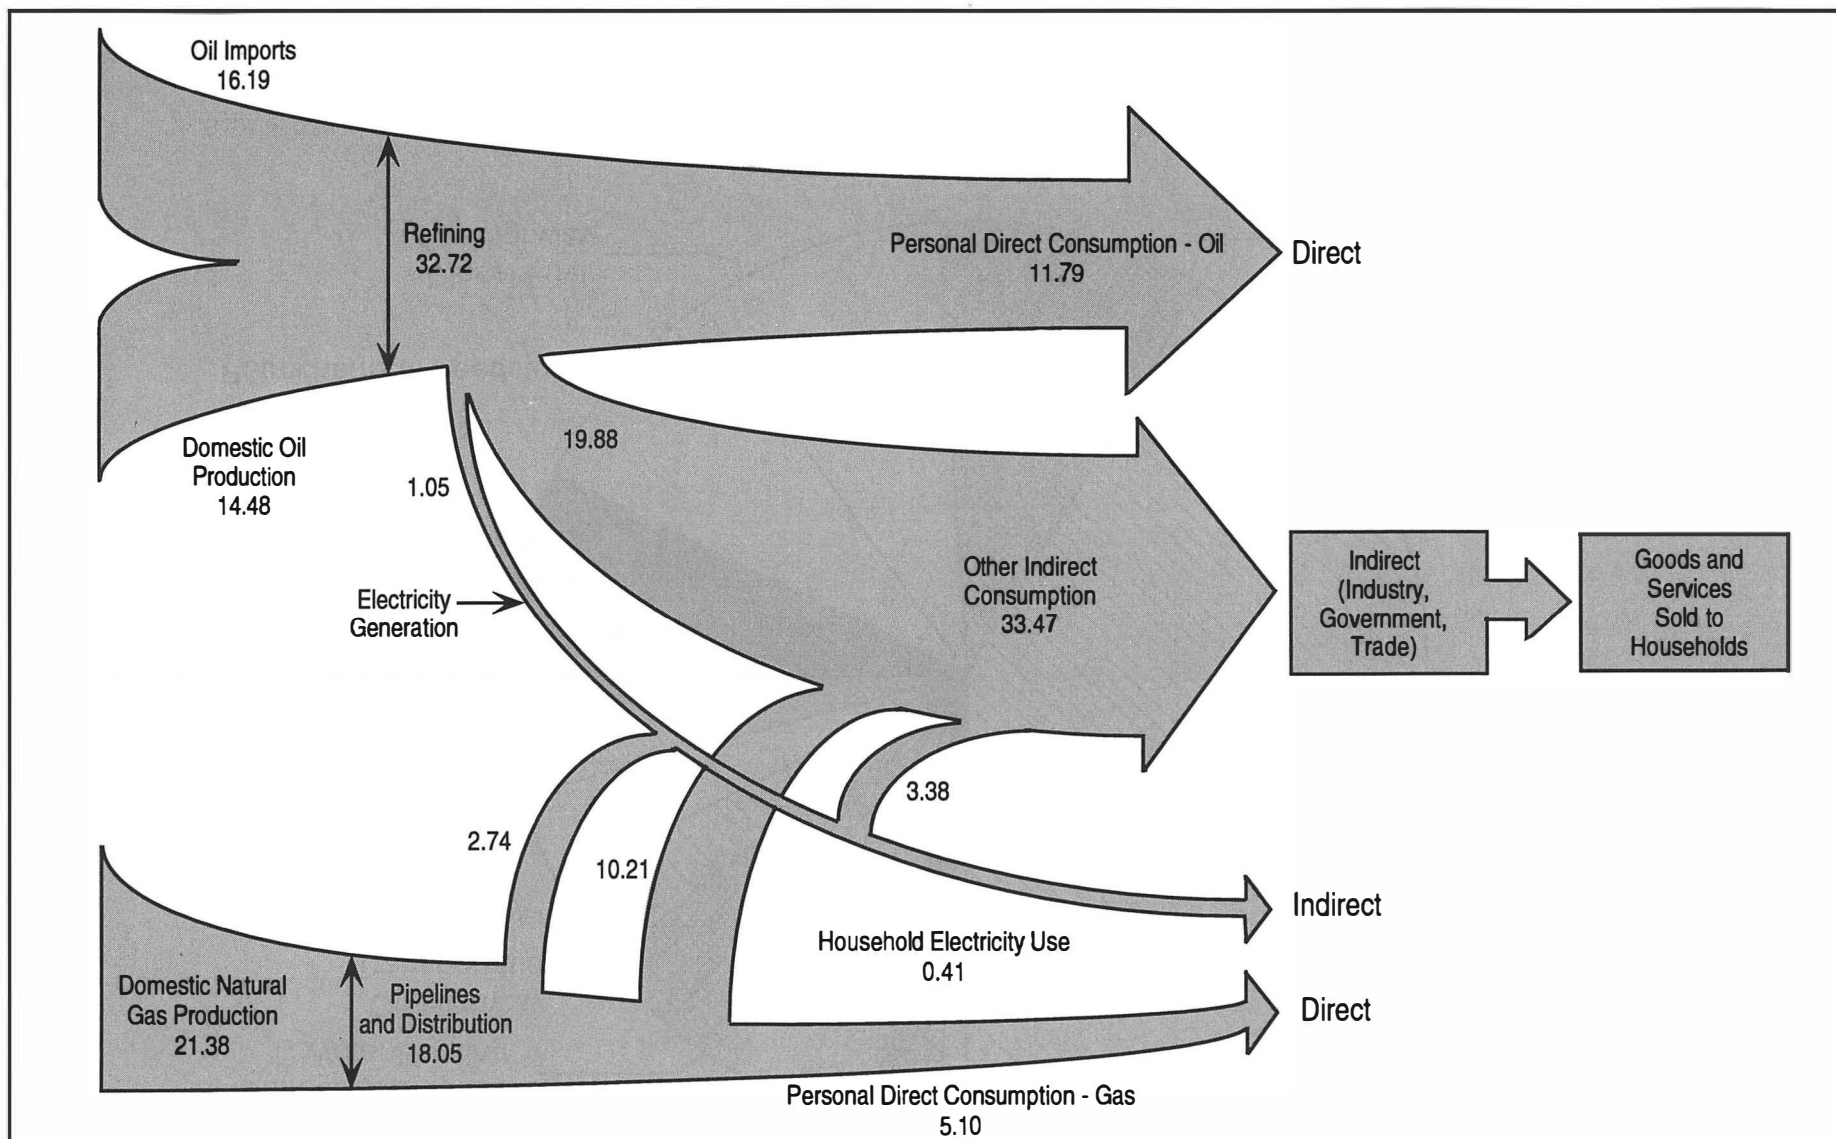 Oil Imports
16.19
Refining
32.72
Personal Direct Consumption - Oil
11.79
Direct
Domestic Oil
Production
14.48
1.05
19.88
Electricity
Generation
Other Indirect
Consumption
33.47
Indirect
(Industry,
Government,
Trade)
Goods and
Services
Sold to
Households
2.74
10.21
3.38
Indirect
Household Electricity Use
0.41
Domestic Natural
Gas Production
21.38
Pipelines
and Distribution
18.05
Direct
Personal Direct Consumption - Gas
5.10